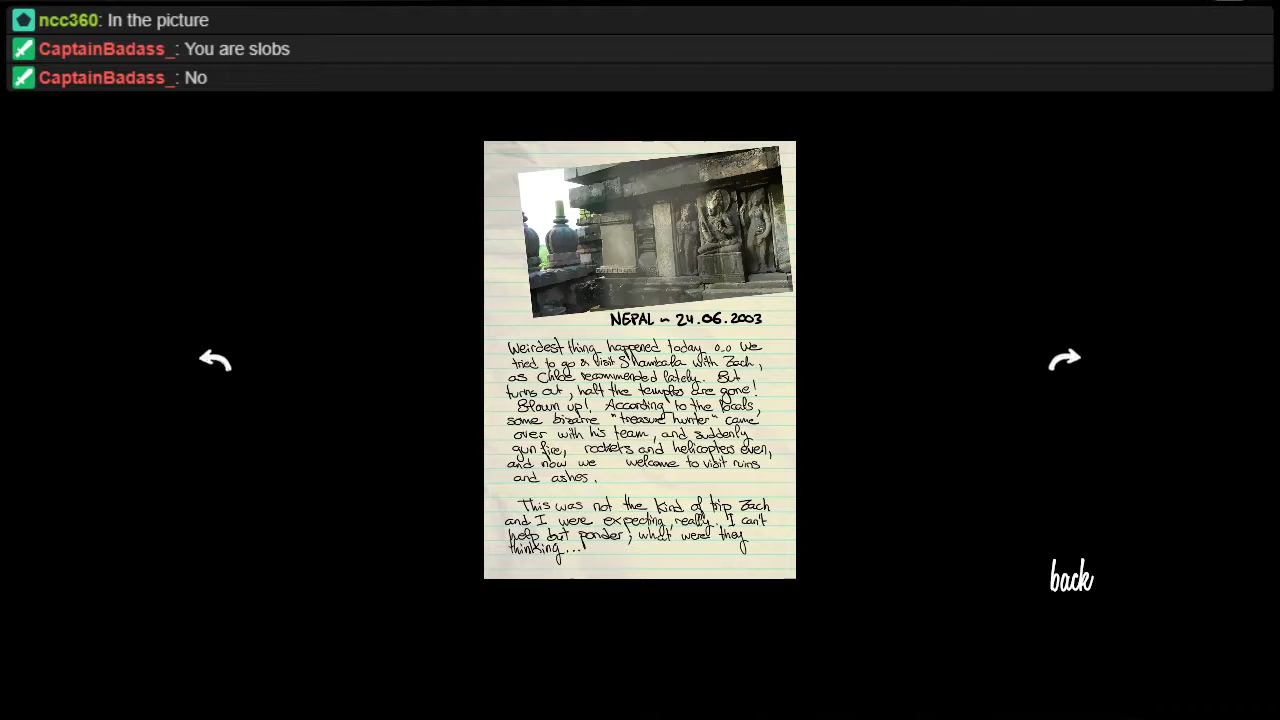 ncc360: In the picture
CaptainBadass_: You are slobs
CaptainBadass_: No
NEPAL ~ 24.06.2003
Weirdest thing happened today o.o We
tried to go & visit Shambala with Zach,
as Chloe recommended lately. But
turns out, half the temples are gone!
Blown up! According to the locals,
some bizarre "treasure hunter" came
over with his team, and suddenly
gun fire, rockets and helicopters even,
and now we welcome to visit ruins
and ashes.
This was not the kind of trip Zach
and I were expecting, really. I can't
help but ponder; what were they
thinking...
back